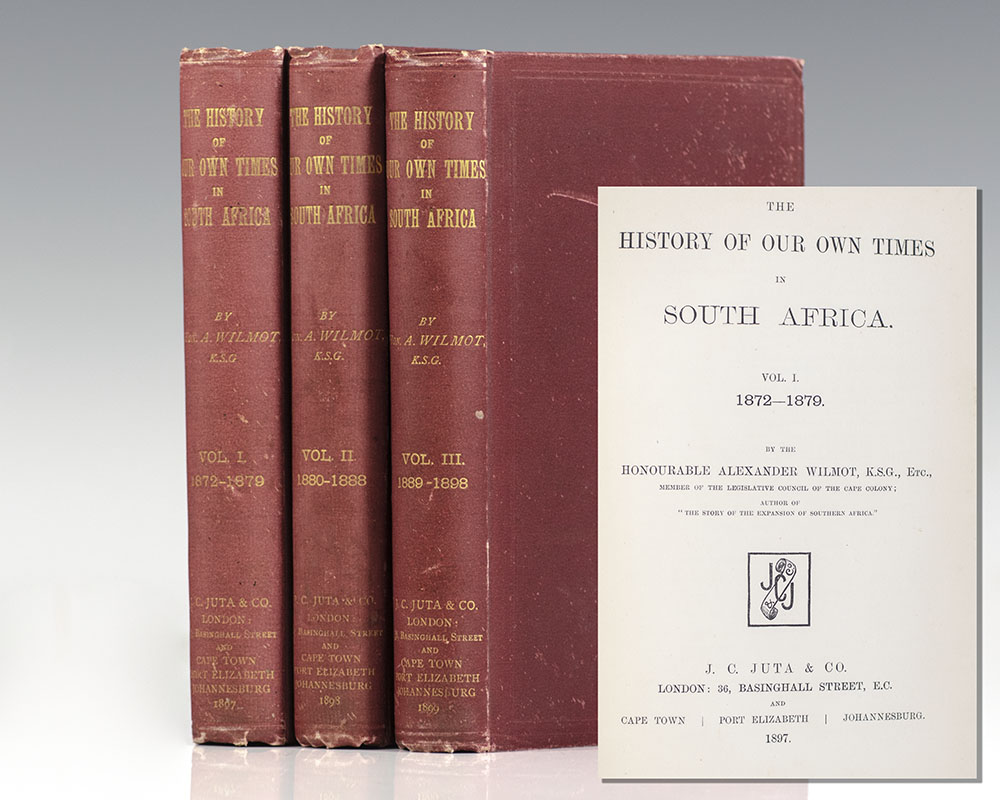 THE HISTORY
OF
OUR OWN TIMES
IN
SOUTH AFRICA
BY
A. WILMOT,
K.S.G.
VOL. I.
1872-1879
J. C. JUTA & CO.
LONDON:
BASINGHALL STREET
AND
CAPE TOWN
PORT ELIZABETH
JOHANNESBURG
1897
THE HISTORY
OF
OUR OWN TIMES
IN
SOUTH AFRICA
BY
A. WILMOT,
K.S.G.
VOL. II
1880-1888
J. C. JUTA & CO.
LONDON:
BASINGHALL STREET
AND
CAPE TOWN
PORT ELIZABETH
JOHANNESBURG
1898
THE HISTORY
OF
OUR OWN TIMES
IN
SOUTH AFRICA
BY
HON. A. WILMOT,
K.S.G.
VOL. III.
1889-1898
J. C. JUTA & CO.
LONDON:
BASINGHALL STREET
AND
CAPE TOWN
PORT ELIZABETH
JOHANNESBURG
1899
THE
HISTORY OF OUR OWN TIMES
IN
SOUTH AFRICA.
VOL. I.
1872—1879.
BY THE
HONOURABLE ALEXANDER WILMOT, K.S.G., ETC.,
MEMBER OF THE LEGISLATIVE COUNCIL OF THE CAPE COLONY;
AUTHOR OF
"THE STORY OF THE EXPANSION OF SOUTHERN AFRICA."
J C & J
J. C. JUTA & CO.
LONDON: 36, BASINGHALL STREET, E.C.
AND
CAPE TOWN | PORT ELIZABETH | JOHANNESBURG.
1897.